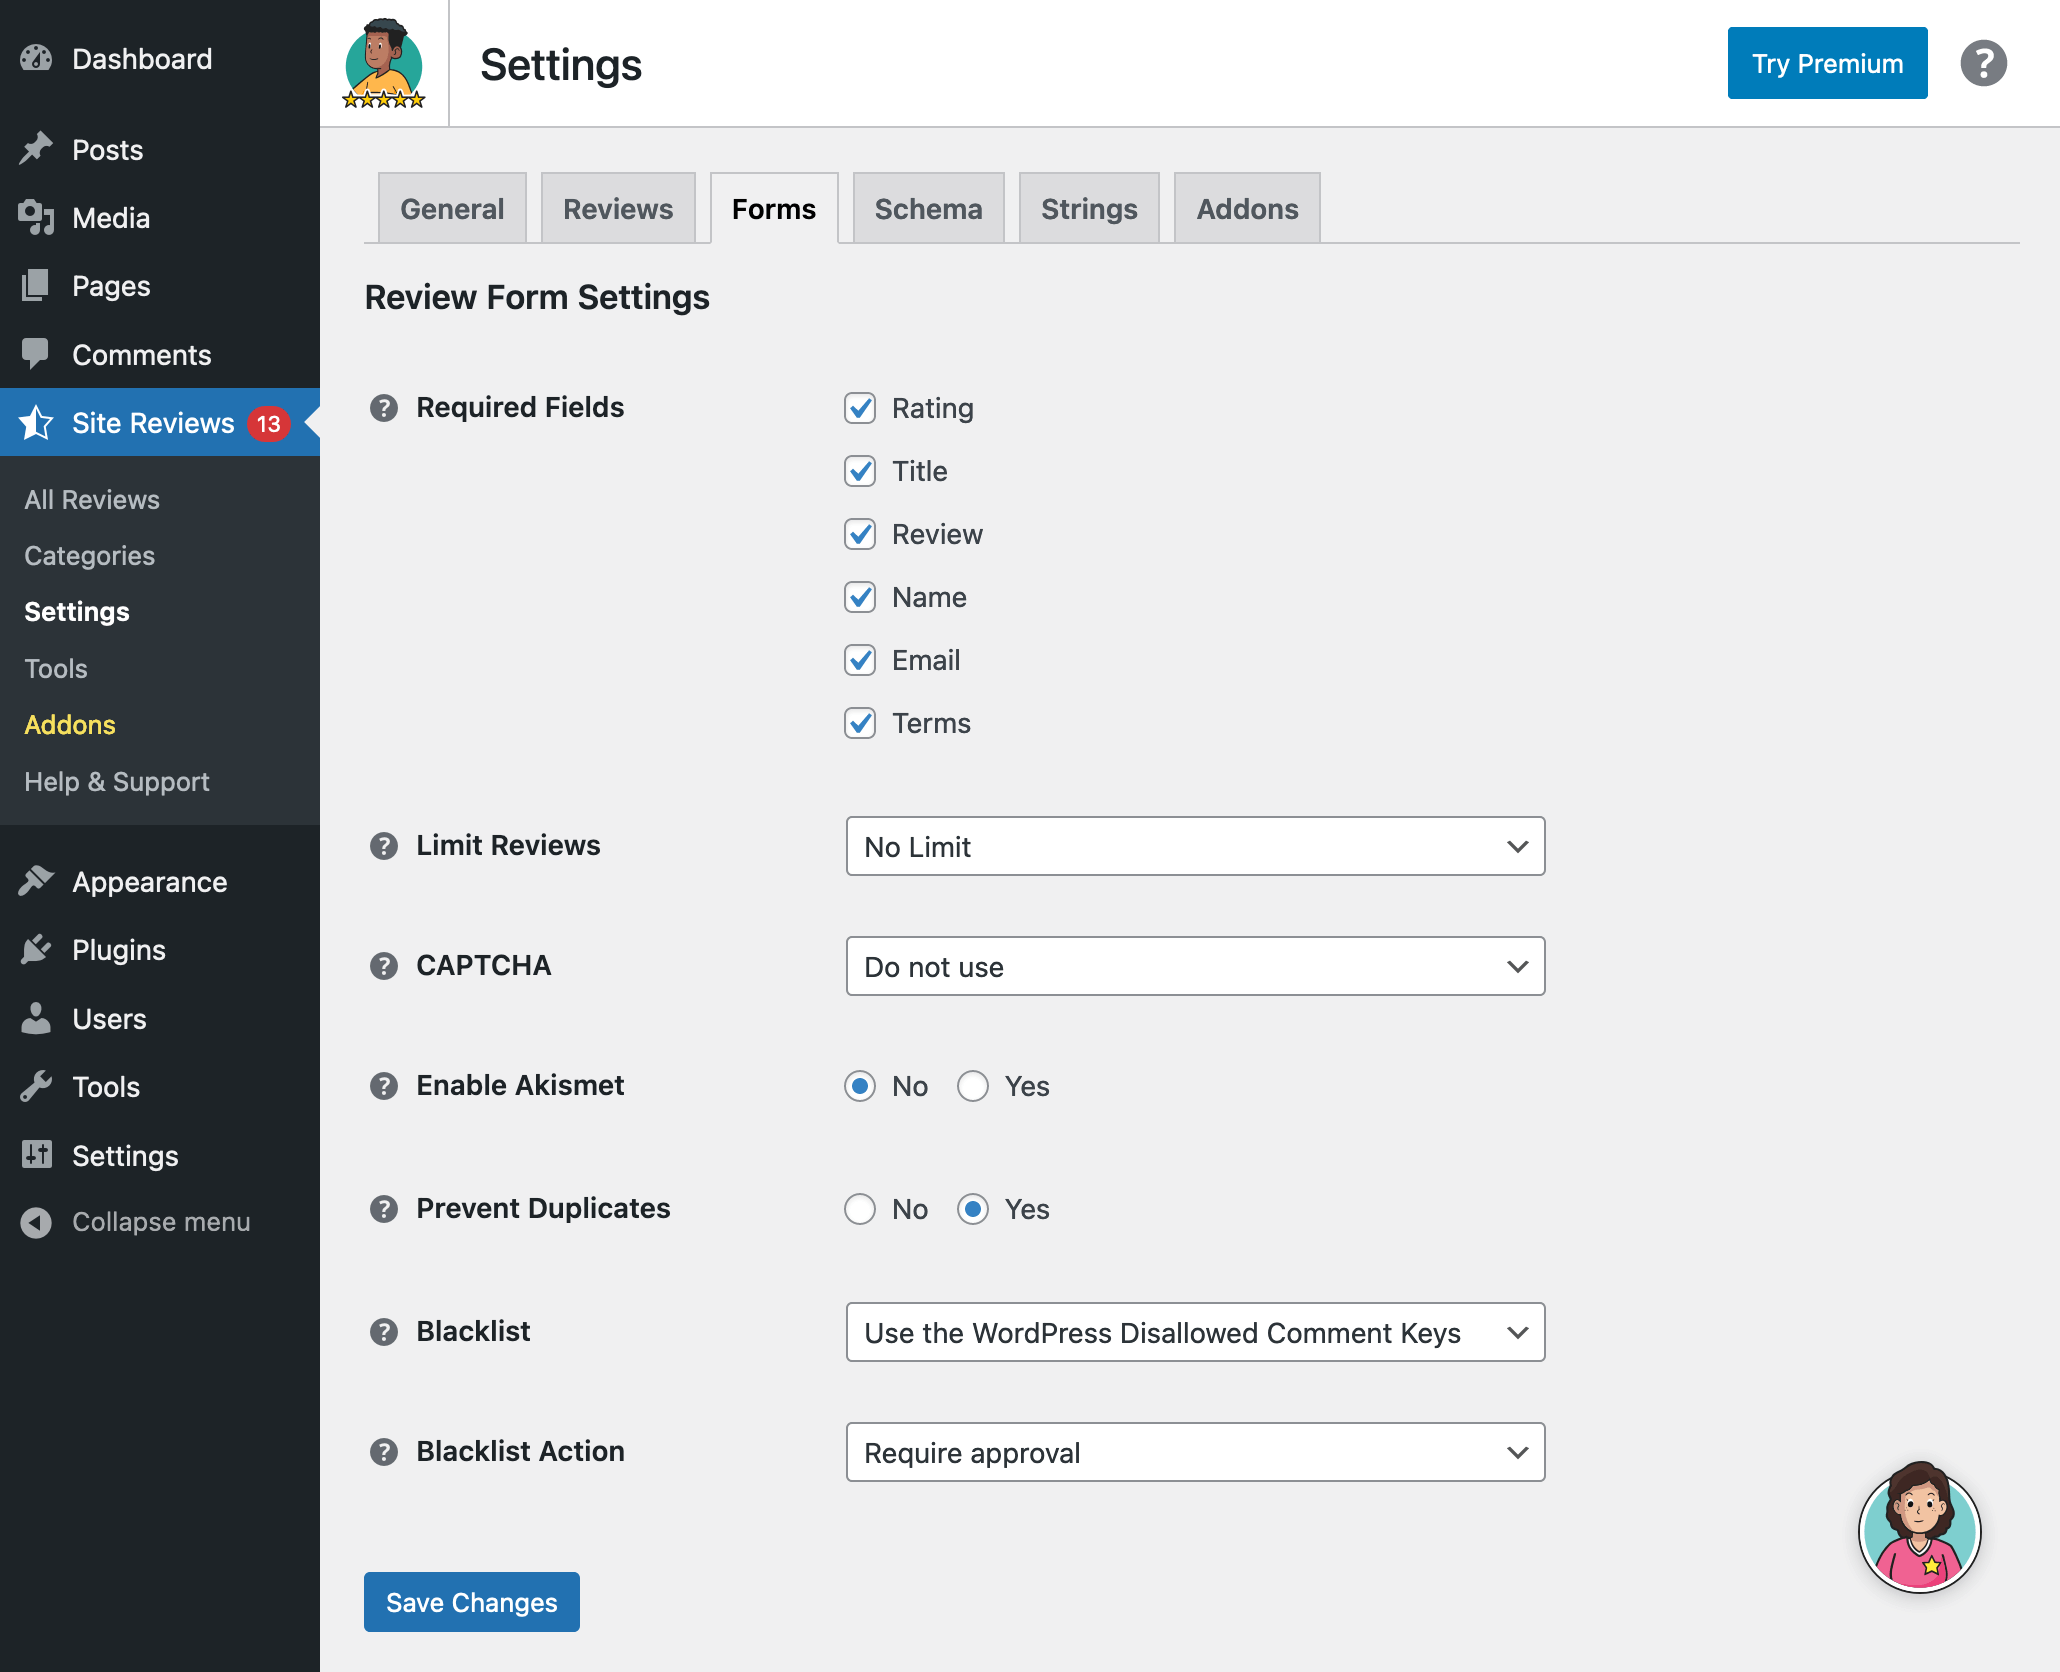 Dashboard
Posts
Media
Pages
Comments
Site Reviews 13
All Reviews
Categories
Settings
Tools
Addons
Help & Support
Appearance
Plugins
Users
Tools
Settings
Collapse menu
Settings
Try Premium
?
General
Reviews
Forms
Schema
Strings
Addons
Review Form Settings
? Required Fields
Rating
Title
Review
Name
Email
Terms
? Limit Reviews
No Limit
? CAPTCHA
Do not use
? Enable Akismet
No Yes
? Prevent Duplicates
No Yes
? Blacklist
Use the WordPress Disallowed Comment Keys
? Blacklist Action
Require approval
Save Changes